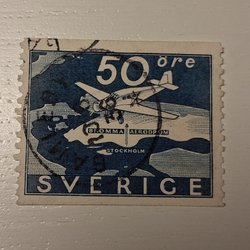 50 öre
BROMMA AERODROM
STOCKHOLM
SVERIGE